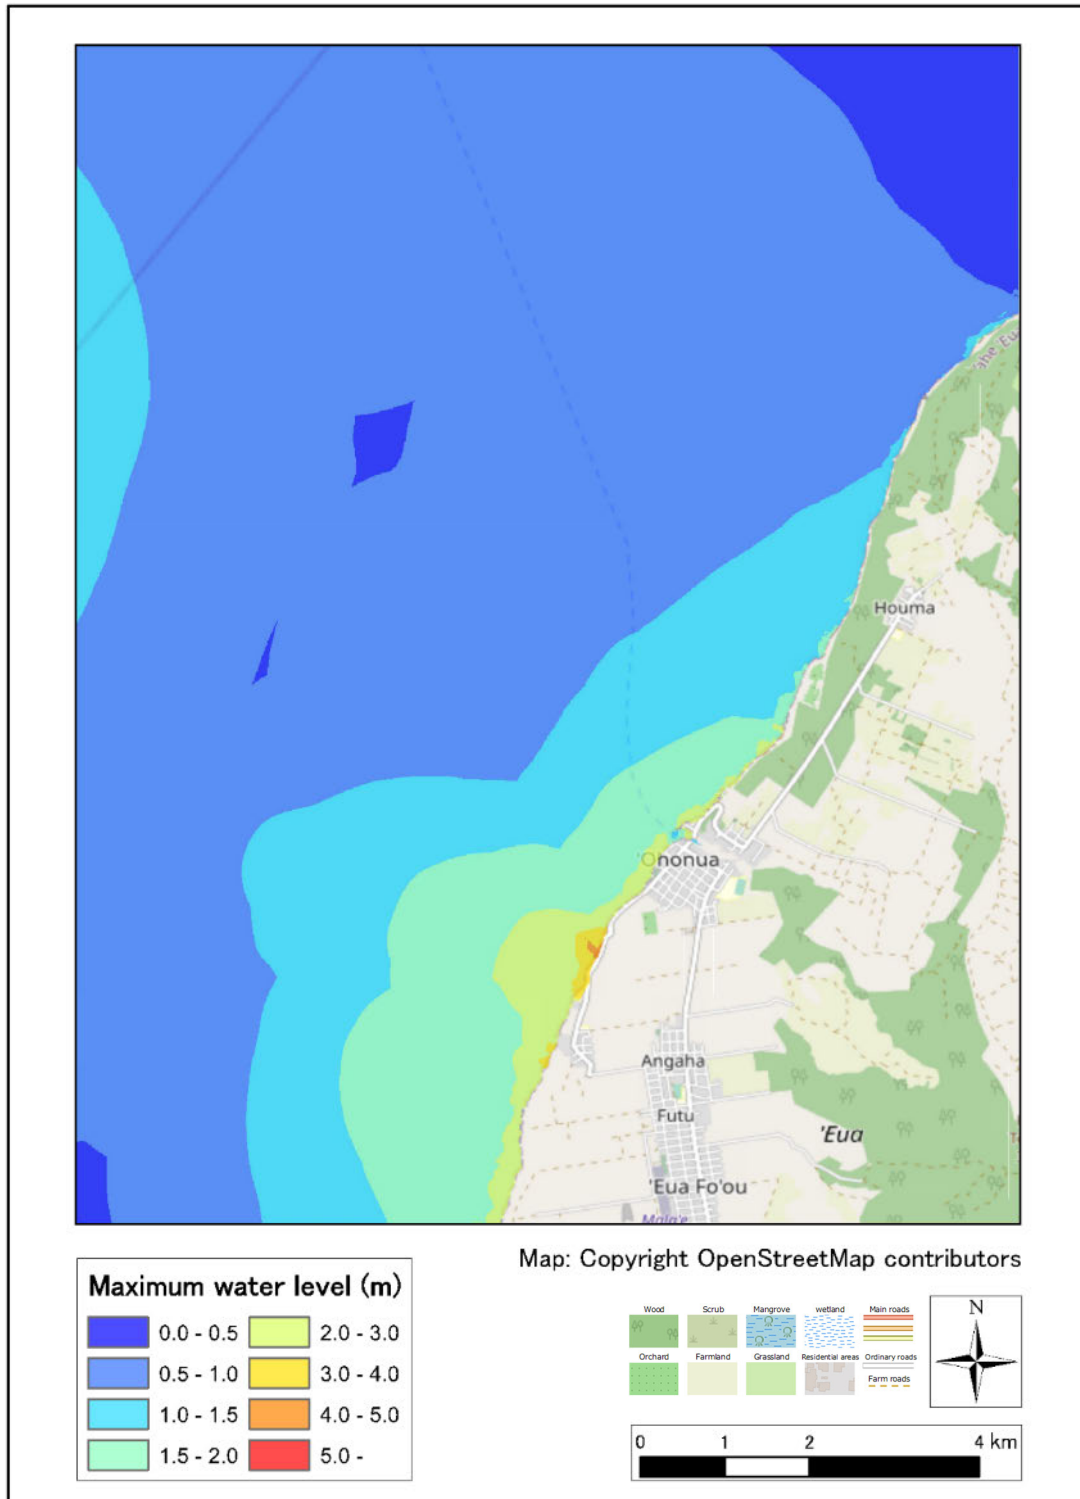 Houma
'Ononua
Angaha
Futu
'Eua
'Eua Fo'ou
Map: Copyright OpenStreetMap contributors
Maximum water level (m)
0.0 - 0.5
2.0 - 3.0
0.5 - 1.0
3.0 - 4.0
1.0 - 1.5
4.0 - 5.0
1.5 - 2.0
5.0 -
Wood
Scrub
Mangrove
wetland
Main roads
Orchard
Farmland
Grassland
Residential areas
Ordinary roads
Farm roads
N
0 1 2 4 km